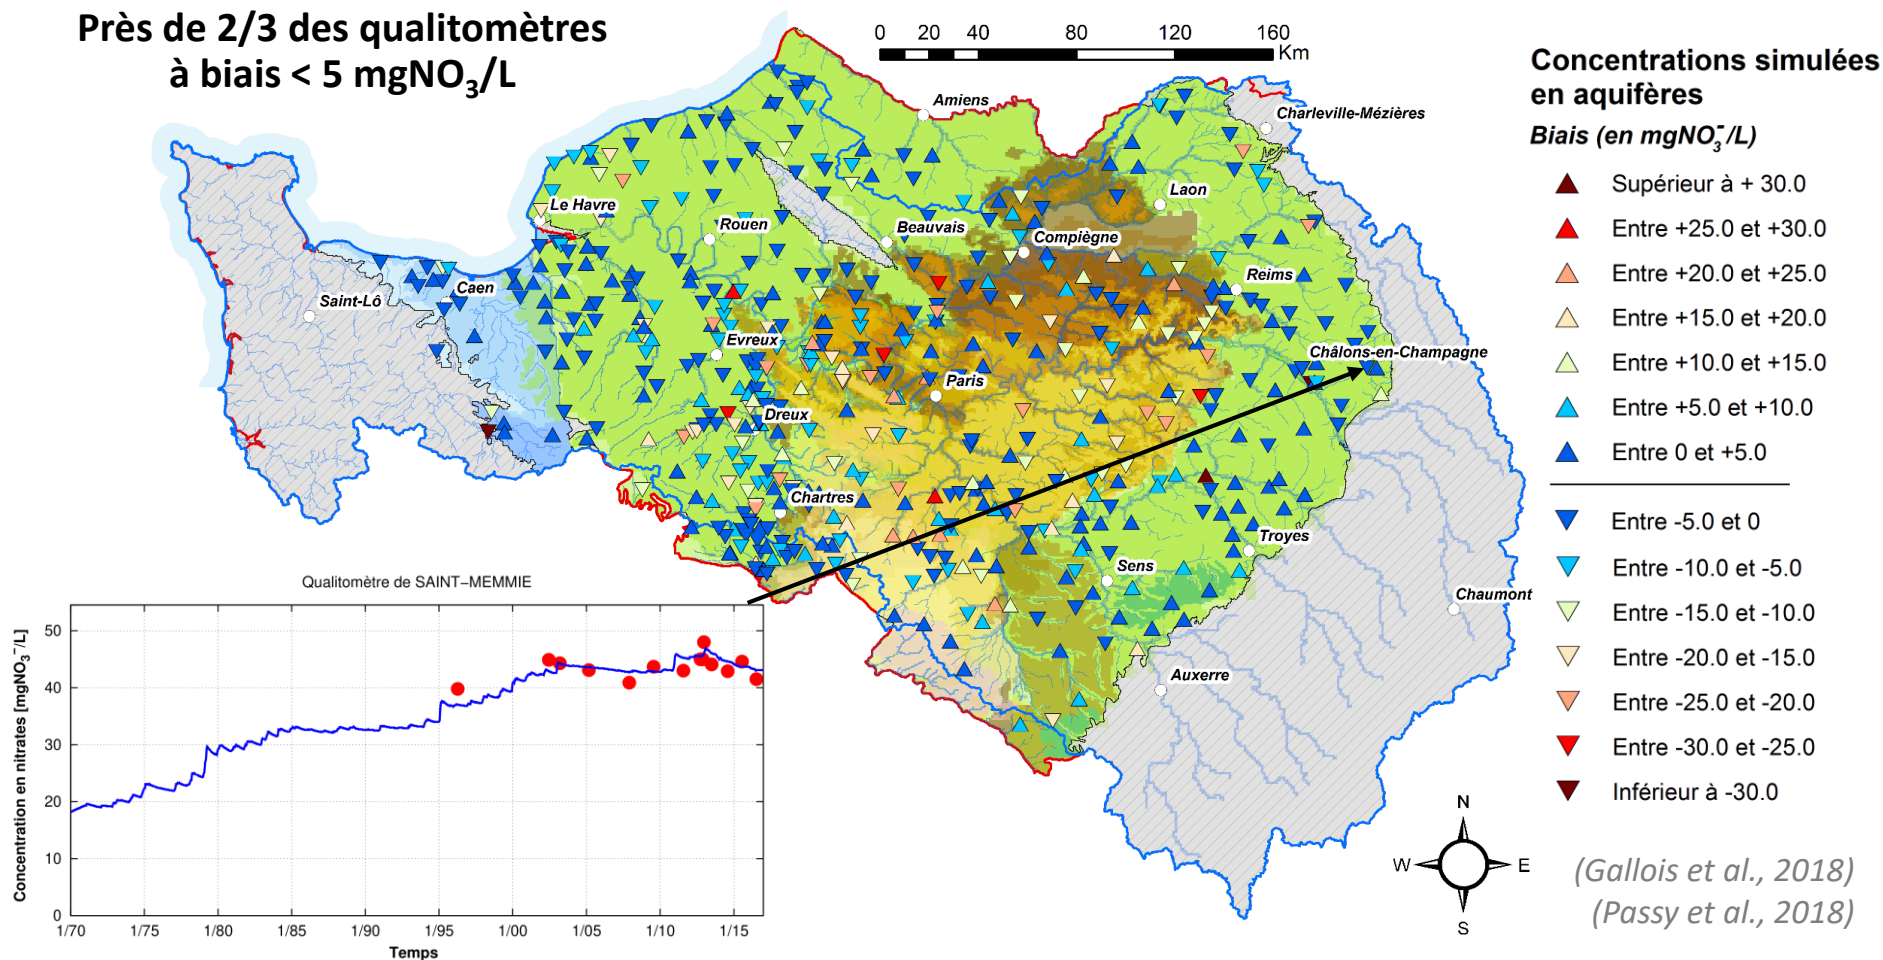 Près de 2/3 des qualitomètres
à biais < 5 mgNO₃/L
0 20 40 80 120 160
Km
Amiens
Charleville-Mézières
Laon
Le Havre
Rouen
Beauvais
Compiègne
Reims
Saint-Lô
Caen
Evreux
Châlons-en-Champagne
Paris
Dreux
Chartres
Troyes
Sens
Chaumont
Auxerre
Concentrations simulées
en aquifères
Biais (en mgNO₃⁻/L)
Supérieur à + 30.0
Entre +25.0 et +30.0
Entre +20.0 et +25.0
Entre +15.0 et +20.0
Entre +10.0 et +15.0
Entre +5.0 et +10.0
Entre 0 et +5.0
Entre -5.0 et 0
Entre -10.0 et -5.0
Entre -15.0 et -10.0
Entre -20.0 et -15.0
Entre -25.0 et -20.0
Entre -30.0 et -25.0
Inférieur à -30.0
N
W E
S
(Gallois et al., 2018)
(Passy et al., 2018)
Qualitomètre de SAINT-MEMMIE
Concentration en nitrates [mgNO₃⁻/L]
50
40
30
20
10
0
1/70 1/75 1/80 1/85 1/90 1/95 1/00 1/05 1/10 1/15
Temps